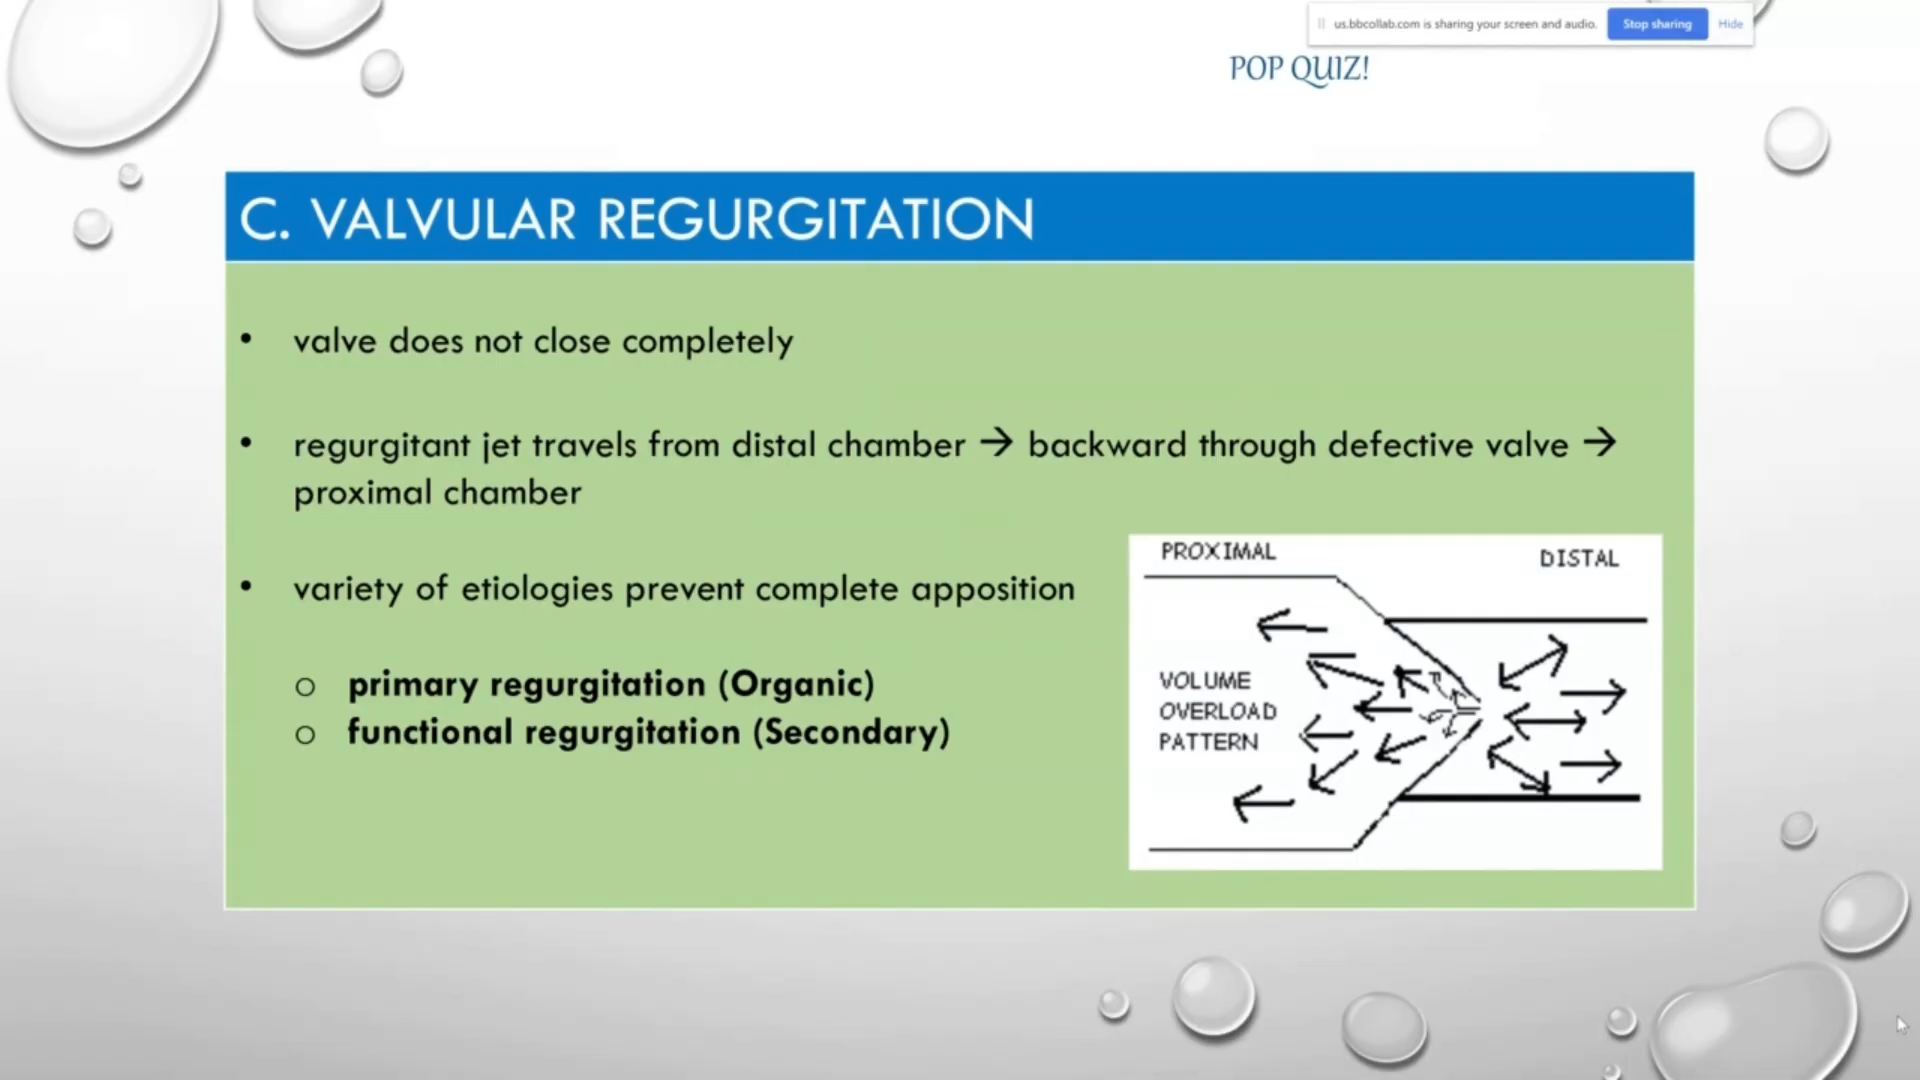 us.bbcollab.com is sharing your screen and audio. Stop sharing Hide
POP QUIZ!
C. VALVULAR REGURGITATION
• valve does not close completely
• regurgitant jet travels from distal chamber → backward through defective valve →
proximal chamber
• variety of etiologies prevent complete apposition
o primary regurgitation (Organic)
o functional regurgitation (Secondary)
PROXIMAL
DISTAL
VOLUME
OVERLOAD
PATTERN